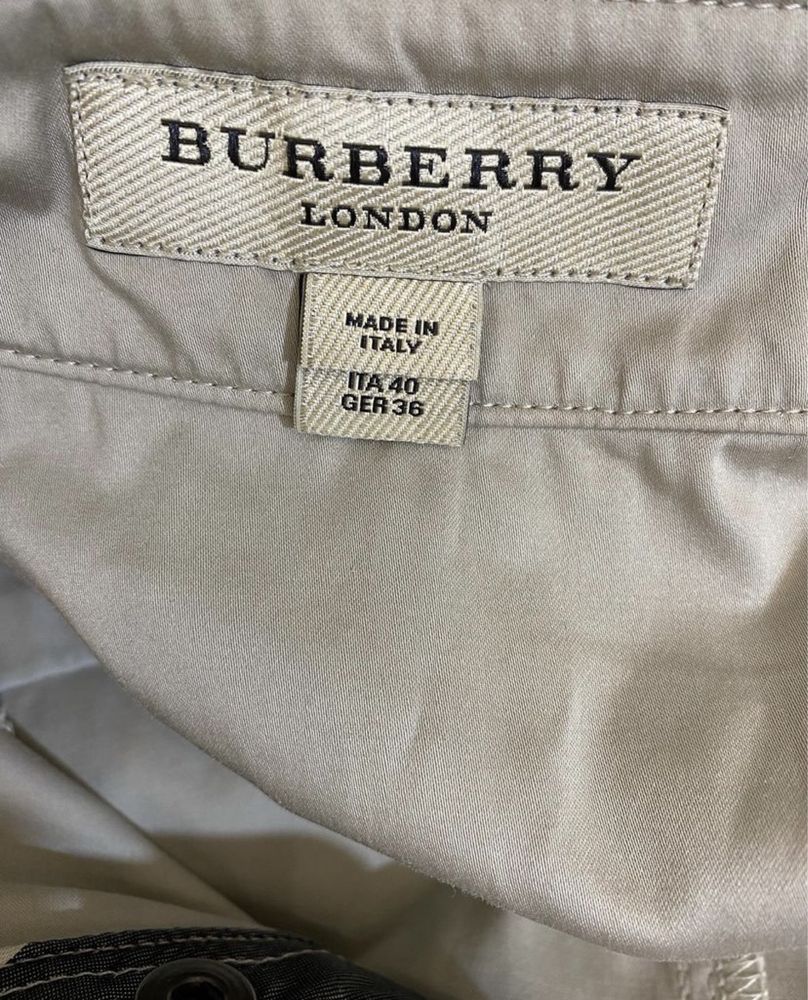 BURBERRY
LONDON
MADE IN
ITALY
ITA 40
GER 36